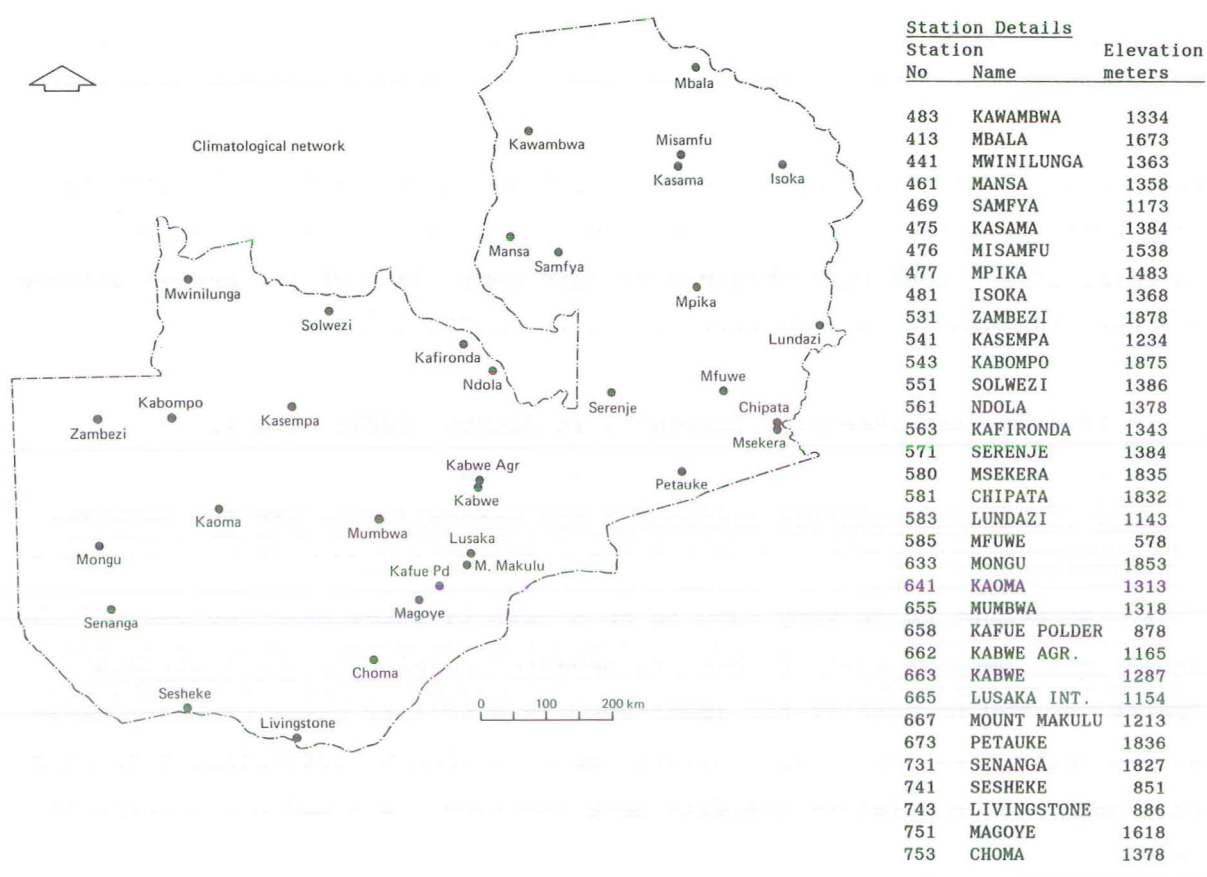 Climatological network
Mbala
Kawambwa
Misamfu
Kasama
Isoka
Mansa
Samfya
Mwinilunga
Mpika
Solwezi
Lundazi
Kafironda
Ndola
Mfuwe
Serenje
Chipata
Msekera
Kabompo
Kasempa
Zambezi
Kabwe Agr
Kabwe
Petauke
Kaoma
Mumbwa
Lusaka
M. Makulu
Mongu
Kafue Pd
Magoye
Senanga
Choma
Sesheke
Livingstone
0 100 200 km
Station Details
Station Elevation
No Name meters
483 KAWAMBWA 1334
413 MBALA 1673
441 MWINILUNGA 1363
461 MANSA 1358
469 SAMFYA 1173
475 KASAMA 1384
476 MISAMFU 1538
477 MPIKA 1483
481 ISOKA 1368
531 ZAMBEZI 1878
541 KASEMPA 1234
543 KABOMPO 1875
551 SOLWEZI 1386
561 NDOLA 1378
563 KAFIRONDA 1343
571 SERENJE 1384
580 MSEKERA 1835
581 CHIPATA 1832
583 LUNDAZI 1143
585 MFUWE 578
633 MONGU 1853
641 KAOMA 1313
655 MUMBWA 1318
658 KAFUE POLDER 878
662 KABWE AGR. 1165
663 KABWE 1287
665 LUSAKA INT. 1154
667 MOUNT MAKULU 1213
673 PETAUKE 1836
731 SENANGA 1827
741 SESHEKE 851
743 LIVINGSTONE 886
751 MAGOYE 1618
753 CHOMA 1378